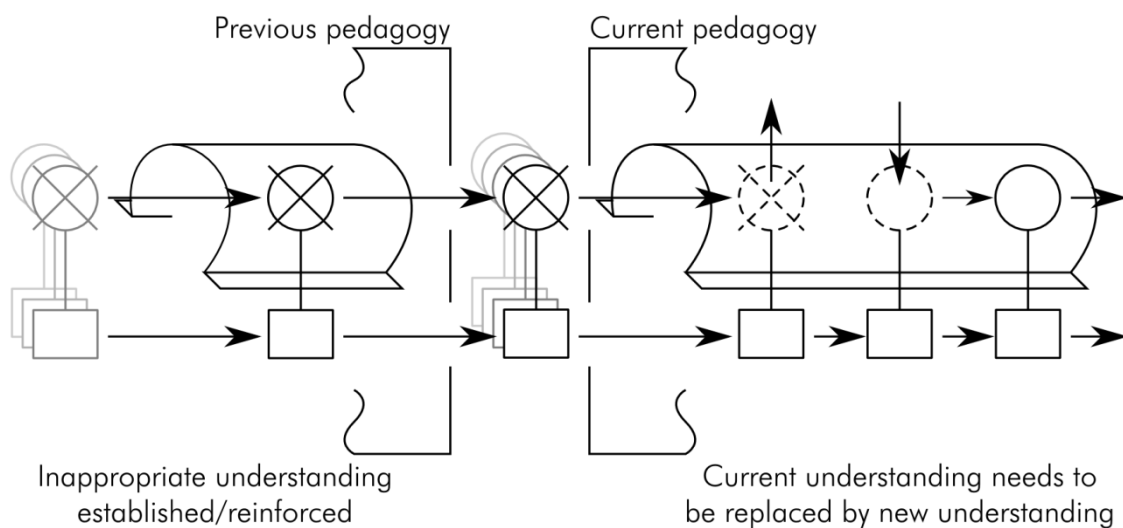 Previous pedagogy
Current pedagogy
Inappropriate understanding
established/reinforced
Current understanding needs to
be replaced by new understanding